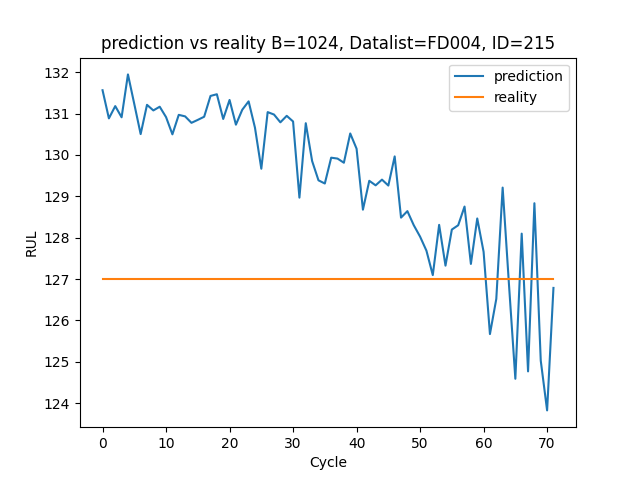 prediction vs reality B=1024, Datalist=FD004, ID=215
prediction
reality
RUL
132
131
130
129
128
127
126
125
124
0 10 20 30 40 50 60 70
Cycle